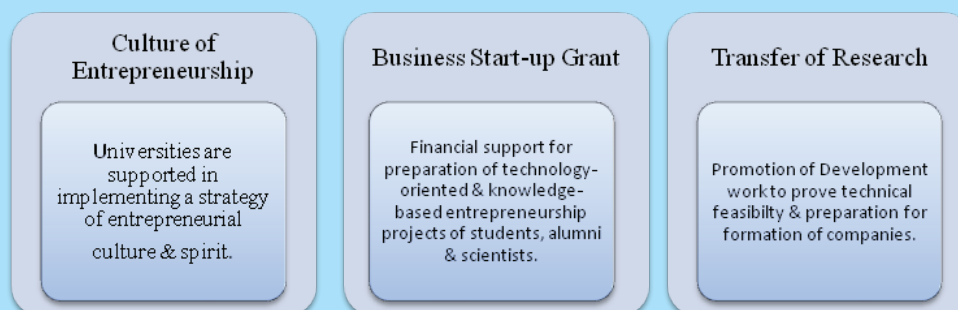 Culture of
Entrepreneurship
Universities are
supported in
implementing a strategy
of entrepreneurial
culture & spirit.
Business Start-up Grant
Financial support for
preparation of technology-
oriented & knowledge-
based entrepreneurship
projects of students, alumni
& scientists.
Transfer of Research
Promotion of Development
work to prove technical
feasibilty & preparation for
formation of companies.